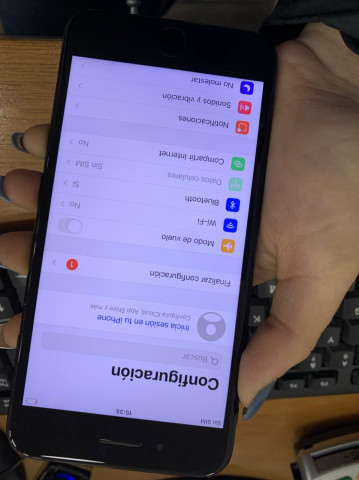 Sin SIM 15:35
Configuración
Buscar
Inicia sesión en tu iPhone
Configura iCloud, App Store y más.
Finalizar configuración 1
Modo de vuelo
Wi-Fi No
Bluetooth Sí
Datos celulares Sin SIM
Compartir Internet No
Notificaciones
Sonidos y vibración
No molestar